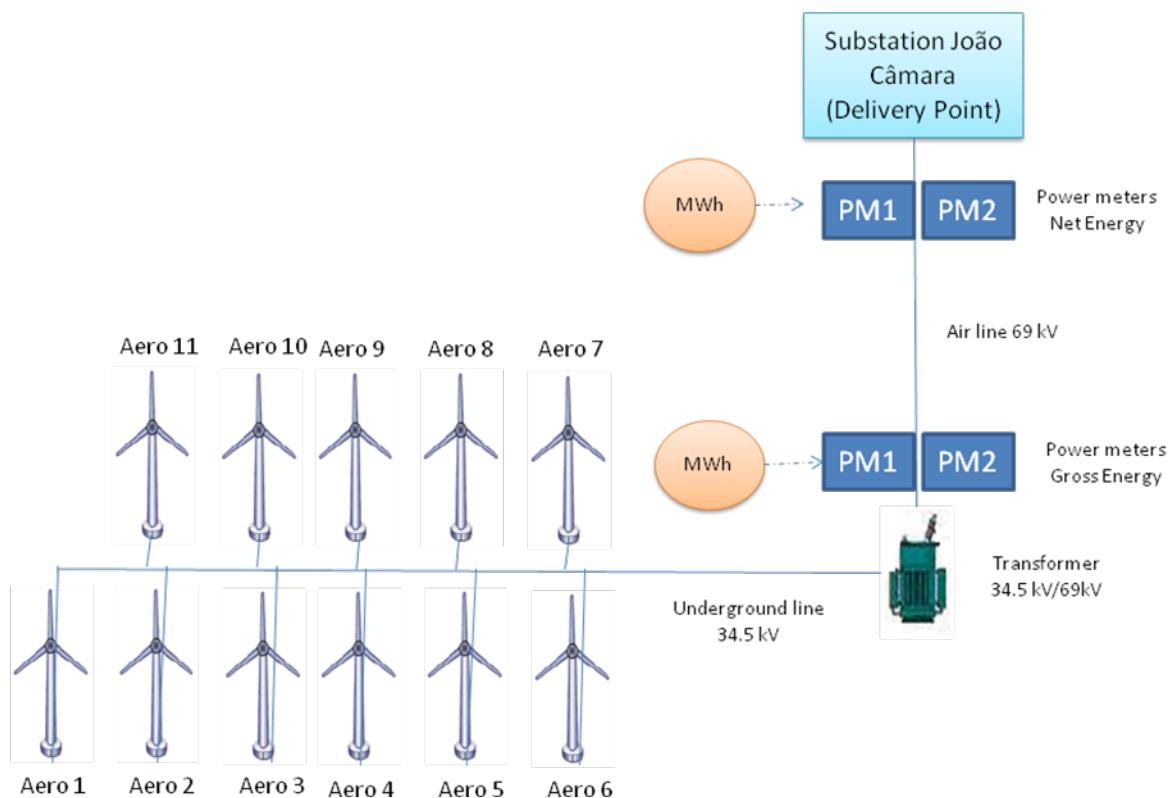 Substation João
Câmara
(Delivery Point)
MWh
PM1
PM2
Power meters
Net Energy
Air line 69 kV
Aero 11
Aero 10
Aero 9
Aero 8
Aero 7
MWh
PM1
PM2
Power meters
Gross Energy
Transformer
34.5 kV/69kV
Underground line
34.5 kV
Aero 1
Aero 2
Aero 3
Aero 4
Aero 5
Aero 6